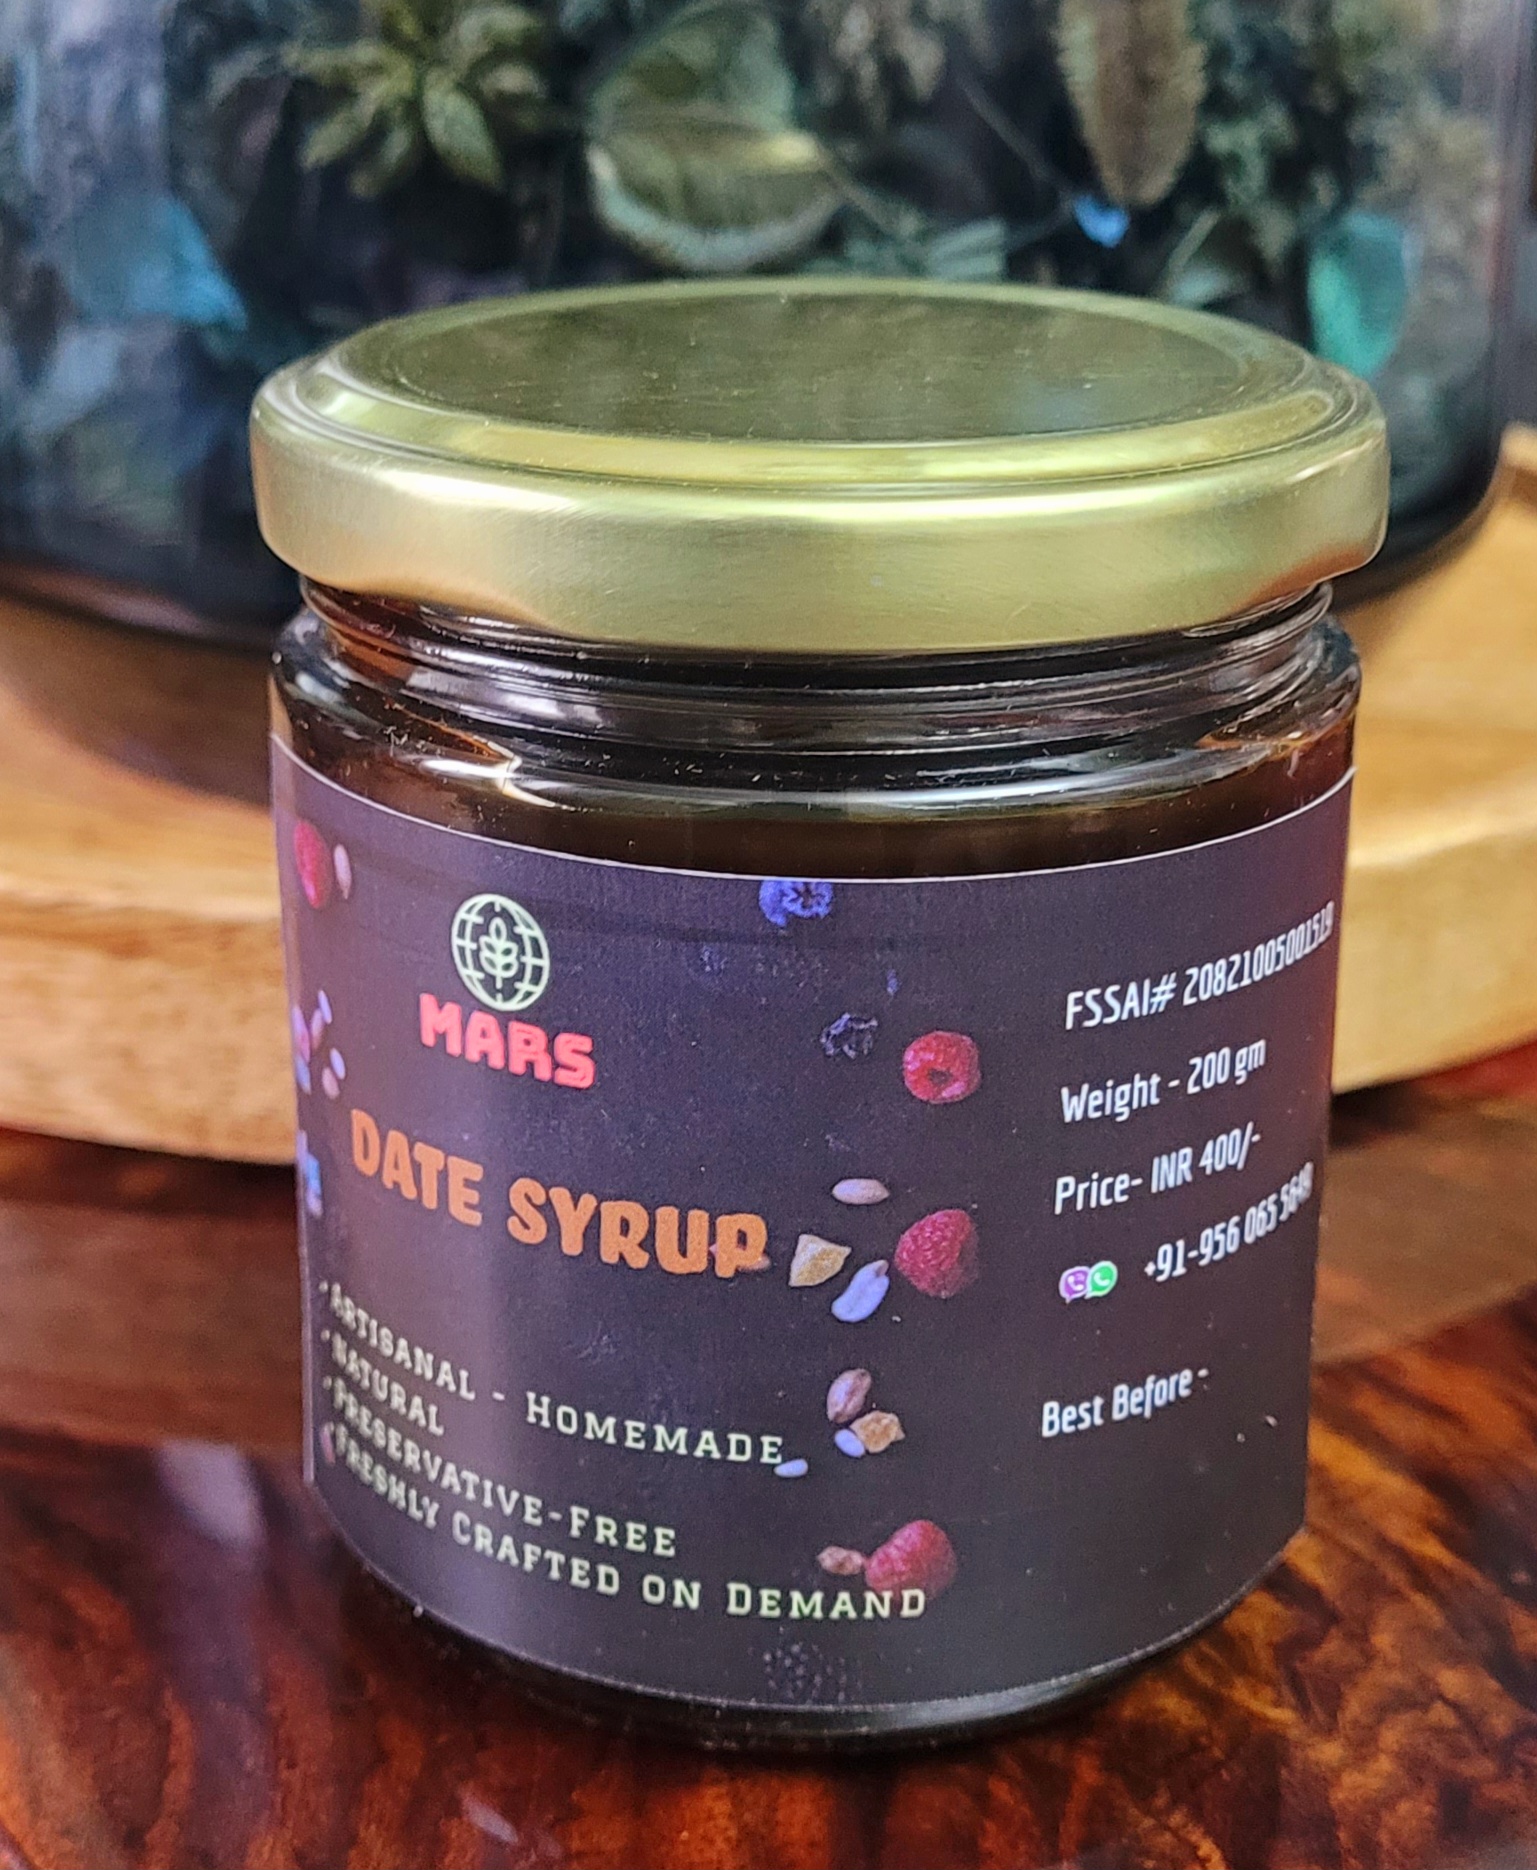 MARS
DATE SYRUP
ARTISANAL - HOMEMADE
NATURAL
PRESERVATIVE-FREE
FRESHLY CRAFTED ON DEMAND
FSSAI# 20821005001519
Weight - 200 gm
Price- INR 400/-
+91-956 065 5649
Best Before -